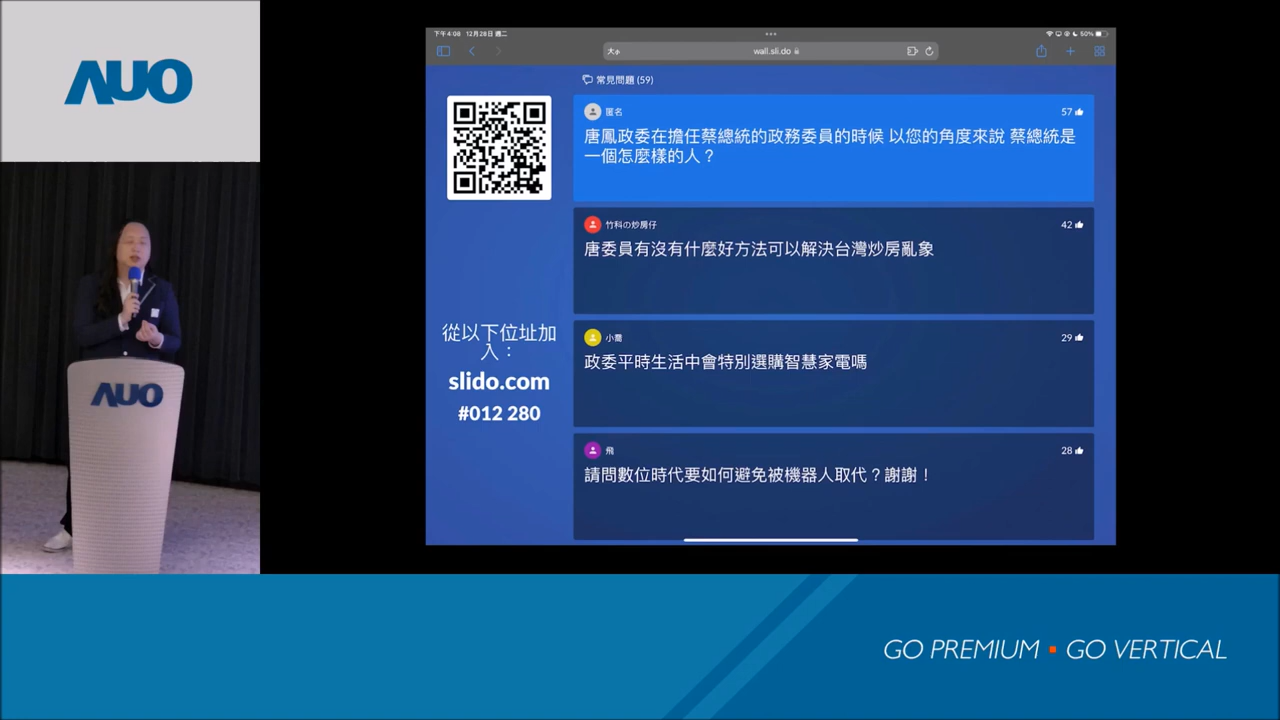 AUO
AUO
下午4:08 12月28日 週二
50%
大小
wall.sli.do
常見問題 (59)
匿名
57
唐鳳政委在擔任蔡總統的政務委員的時候 以您的角度來說 蔡總統是
一個怎麼樣的人？
竹科の炒房仔
42
唐委員有沒有什麼好方法可以解決台灣炒房亂象
小喬
29
政委平時生活中會特別選購智慧家電嗎
飛
28
請問數位時代要如何避免被機器人取代？謝謝！
從以下位址加
入：
slido.com
#012 280
GO PREMIUM ▪ GO VERTICAL